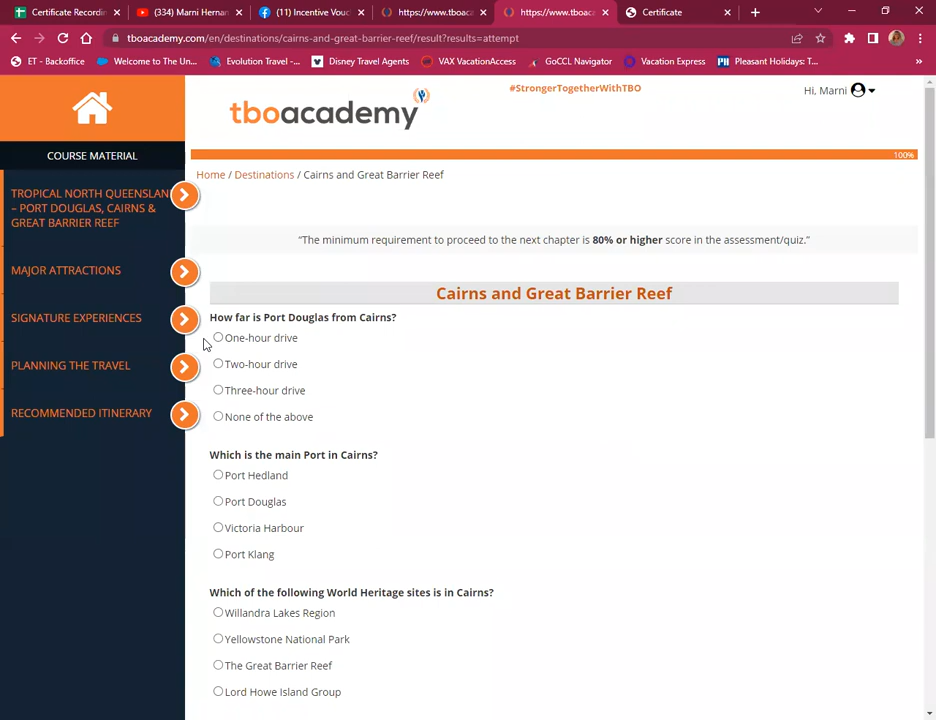 Certificate Recordin
(334) Marni Hernan
(11) Incentive Vouc
https://www.tboaca
https://www.tboaca
Certificate
tboacademy.com/en/destinations/cairns-and-great-barrier-reef/result?results=attempt
ET - Backoffice
Welcome to The Un...
Evolution Travel -...
Disney Travel Agents
VAX VacationAccess
GoCCL Navigator
Vacation Express
Pleasant Holidays: T...
»
#StrongerTogetherWithTBO
Hi, Marni
tboacademy
COURSE MATERIAL
100%
Home / Destinations / Cairns and Great Barrier Reef
TROPICAL NORTH QUEENSLAN
– PORT DOUGLAS, CAIRNS &
GREAT BARRIER REEF
MAJOR ATTRACTIONS
SIGNATURE EXPERIENCES
PLANNING THE TRAVEL
RECOMMENDED ITINERARY
“The minimum requirement to proceed to the next chapter is 80% or higher score in the assessment/quiz.”
Cairns and Great Barrier Reef
How far is Port Douglas from Cairns?
One-hour drive
Two-hour drive
Three-hour drive
None of the above
Which is the main Port in Cairns?
Port Hedland
Port Douglas
Victoria Harbour
Port Klang
Which of the following World Heritage sites is in Cairns?
Willandra Lakes Region
Yellowstone National Park
The Great Barrier Reef
Lord Howe Island Group